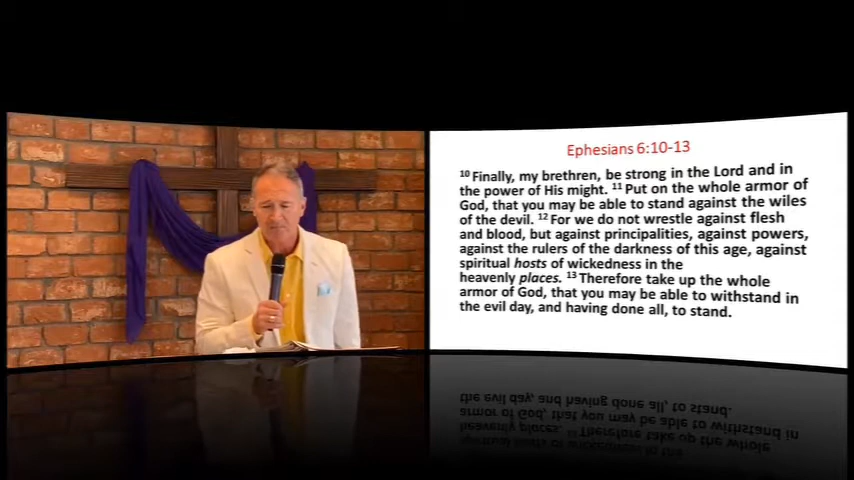 Ephesians 6:10-13
10 Finally, my brethren, be strong in the Lord and in
the power of His might. 11 Put on the whole armor of
God, that you may be able to stand against the wiles
of the devil. 12 For we do not wrestle against flesh
and blood, but against principalities, against powers,
against the rulers of the darkness of this age, against
spiritual hosts of wickedness in the
heavenly places. 13 Therefore take up the whole
armor of God, that you may be able to withstand in
the evil day, and having done all, to stand.